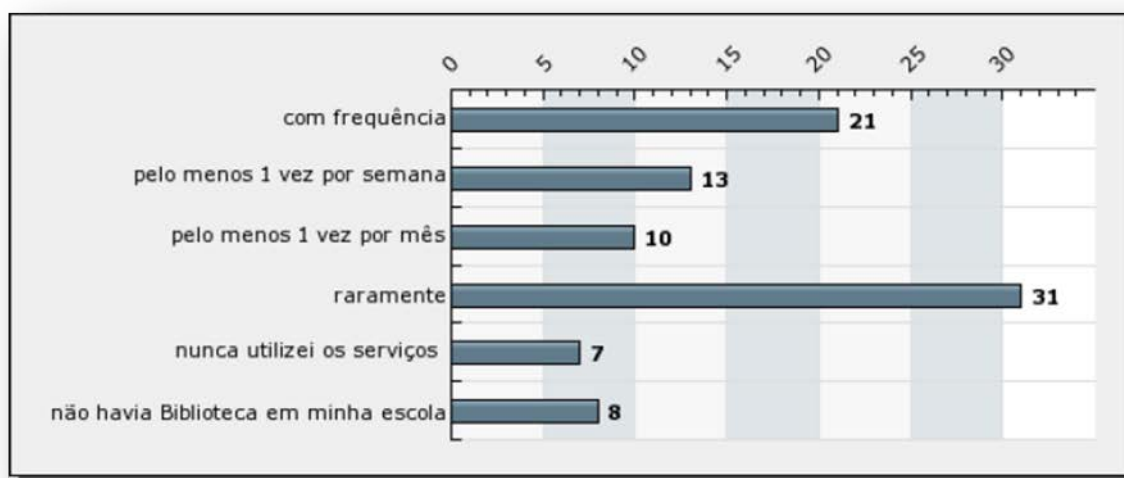 0 5 10 15 20 25 30
com frequência 21
pelo menos 1 vez por semana 13
pelo menos 1 vez por mês 10
raramente 31
nunca utilizei os serviços 7
não havia Biblioteca em minha escola 8